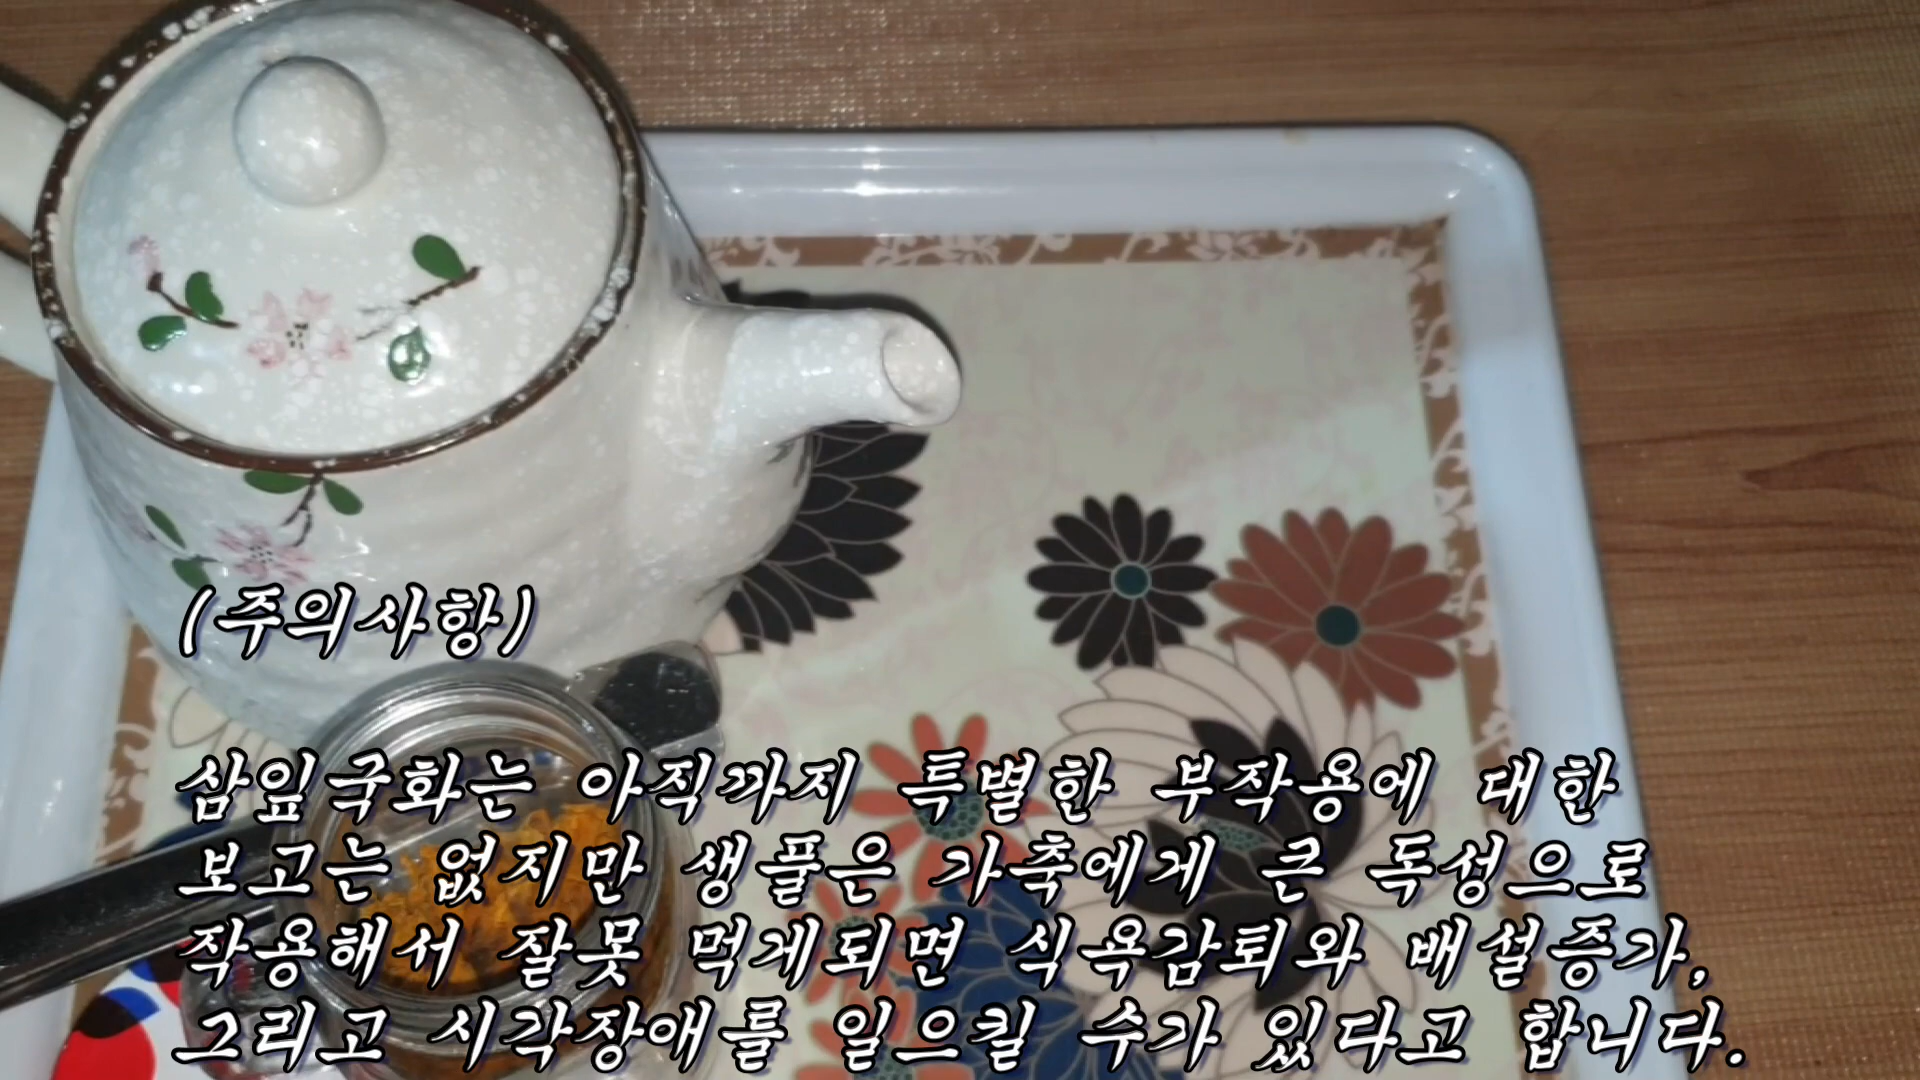 (주의사항)
삼잎국화는 아직까지 특별한 부작용에 대한
보고는 없지만 생풀은 가축에게 큰 독성으로
작용해서 잘못 먹게되면 식욕감퇴와 배설증가,
그리고 시각장애를 일으킬 수가 있다고 합니다.